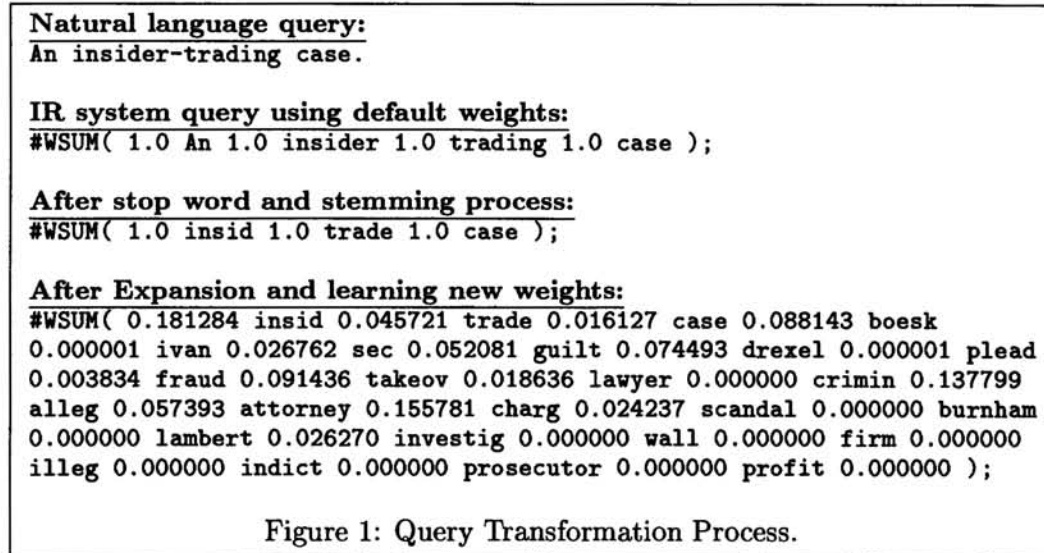 Natural language query:
An insider-trading case.
IR system query using default weights:
#WSUM( 1.0 An 1.0 insider 1.0 trading 1.0 case );
After stop word and stemming process:
#WSUM( 1.0 insid 1.0 trade 1.0 case );
After Expansion and learning new weights:
#WSUM( 0.181284 insid 0.045721 trade 0.016127 case 0.088143 boesk
0.000001 ivan 0.026762 sec 0.052081 guilt 0.074493 drexel 0.000001 plead
0.003834 fraud 0.091436 takeov 0.018636 lawyer 0.000000 crimin 0.137799
alleg 0.057393 attorney 0.155781 charg 0.024237 scandal 0.000000 burnham
0.000000 lambert 0.026270 investig 0.000000 wall 0.000000 firm 0.000000
illeg 0.000000 indict 0.000000 prosecutor 0.000000 profit 0.000000 );
Figure 1: Query Transformation Process.